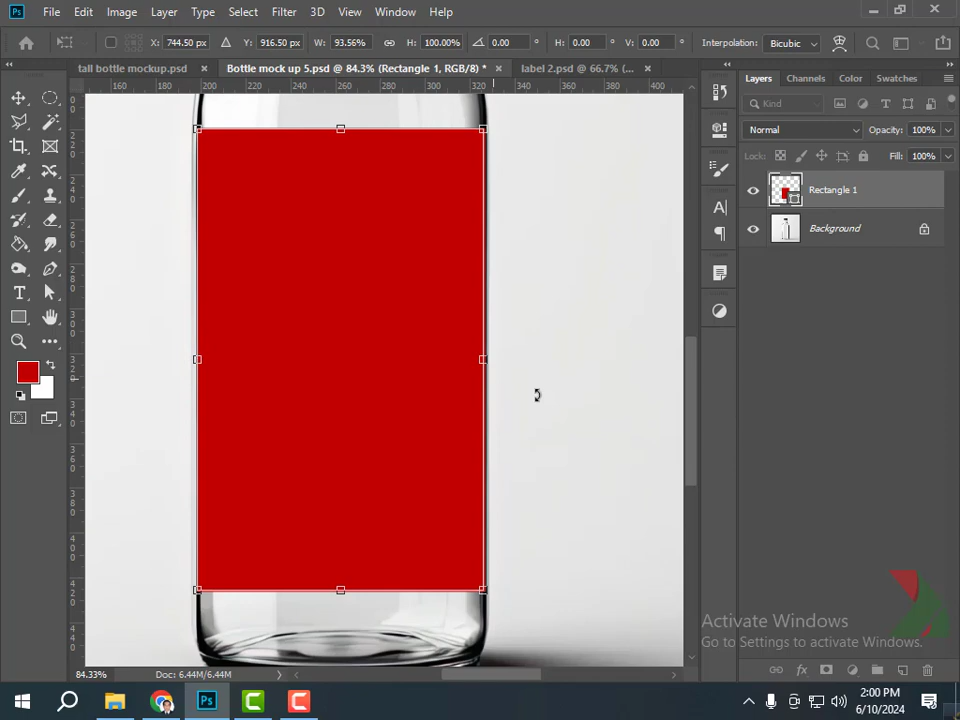 File Edit Image Layer Type Select Filter 3D View Window Help
X: 744.50 px Y: 916.50 px W: 93.56% H: 100.00% 0.00 ° H: 0.00 ° V: 0.00 ° Interpolation: Bicubic
tall bottle mockup.psd × Bottle mock up 5.psd @ 84.3% (Rectangle 1, RGB/8) * × label 2.psd @ 66.7% (... ×
160 180 200 220 240 260 280 300 320 340 360 380 400
Layers Channels Color Swatches
Kind
Normal Opacity: 100%
Lock: Fill: 100%
Rectangle 1
Background
Activate Windows
Go to Settings to activate Windows.
84.33% Doc: 6.44M/6.44M
2:00 PM
6/10/2024